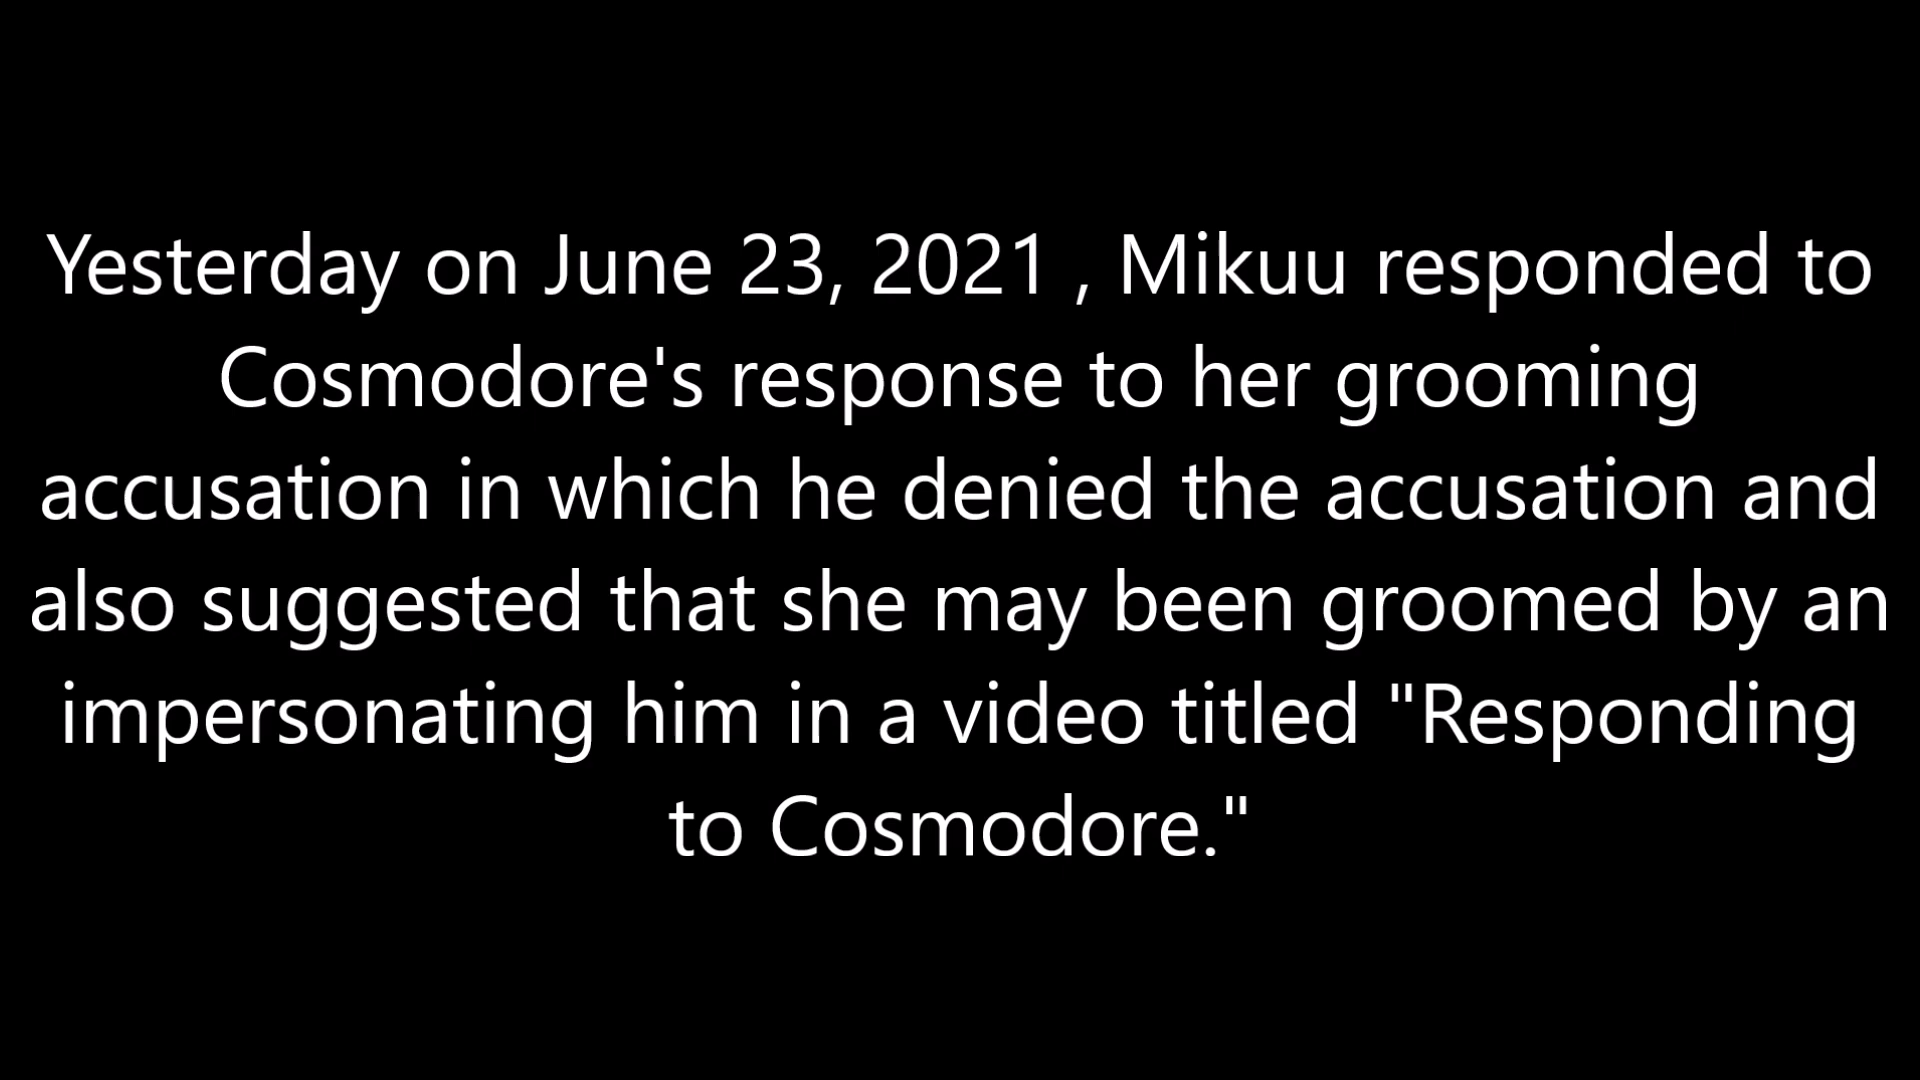 Yesterday on June 23, 2021 , Mikuu responded to
Cosmodore's response to her grooming
accusation in which he denied the accusation and
also suggested that she may been groomed by an
impersonating him in a video titled "Responding
to Cosmodore."